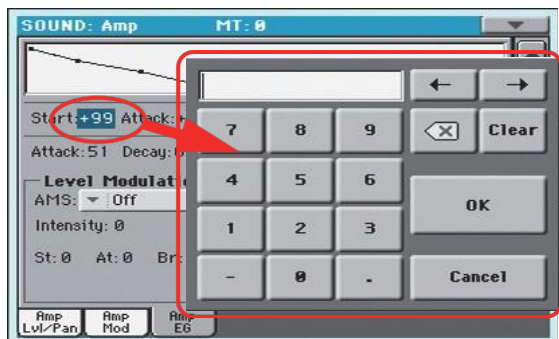 SOUND: Amp MT: 0
Start: +99 Attack:
Attack: 51 Decay:
Level
AMS: Off
Intensity: 0
St: 0 At: 0 Br:
Amp Lvl/Pan
Amp Mod
Amp EG
7 8 9 Clear
4 5 6
OK
1 2 3
- 0 . Cancel